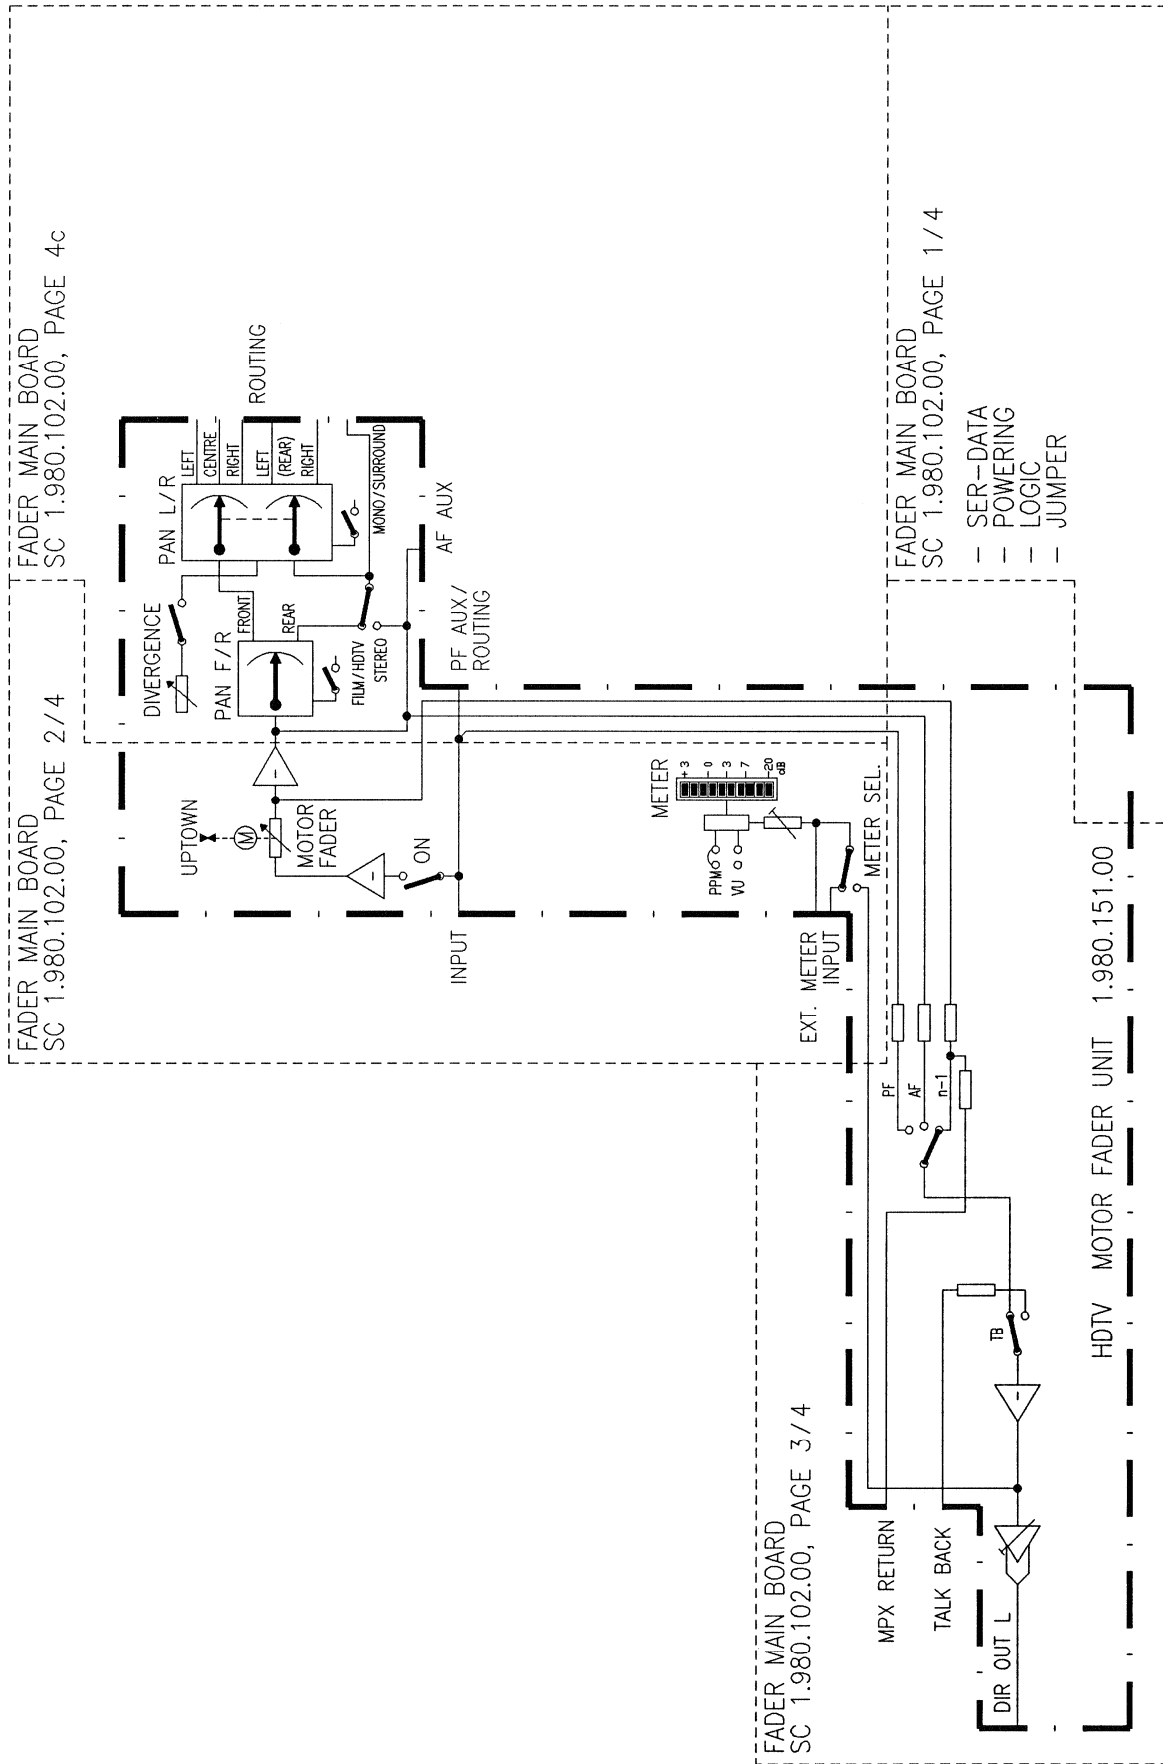 FADER MAIN BOARD
SC 1.980.102.00, PAGE 3/4
MPX RETURN
TALK BACK
DIR OUT L
TB
PF
AF
n-1
HDTV MOTOR FADER UNIT 1.980.151.00
FADER MAIN BOARD
SC 1.980.102.00, PAGE 2/4
UPTOWN
M
MOTOR
FADER
ON
INPUT
METER
+3
0
3
7
20
dB
PPM
VU
EXT. METER
INPUT
METER SEL.
FADER MAIN BOARD
SC 1.980.102.00, PAGE 4c
DIVERGENCE
PAN F/R
FRONT
REAR
FILM/HDTV
STEREO
PAN L/R
LEFT
CENTRE
RIGHT
LEFT
(REAR)
RIGHT
MONO/SURROUND
ROUTING
AF AUX
PF AUX/
ROUTING
FADER MAIN BOARD
SC 1.980.102.00, PAGE 1/4
- SER-DATA
- POWERING
- LOGIC
- JUMPER